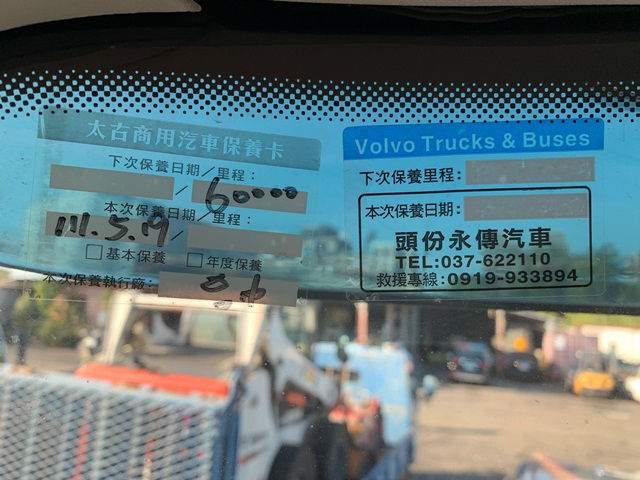 太古商用汽車保養卡
下次保養日期／里程：
/ 60000
本次保養日期／里程：
111.5.17 /
□基本保養 □年度保養
本次保養執行廠：
Volvo Trucks & Buses
下次保養里程：
本次保養日期：
頭份永傳汽車
TEL:037-622110
救援專線:0919-933894